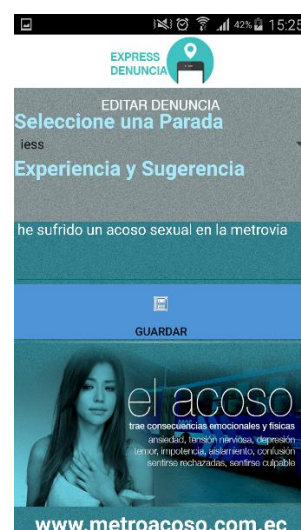 42% 15:25
EXPRESS
DENUNCIA
EDITAR DENUNCIA
Seleccione una Parada
iess
Experiencia y Sugerencia
he sufrido un acoso sexual en la metrovia
GUARDAR
el acoso
trae consecuencias emocionales y físicas
ansiedad, tensión nerviosa, depresión
temor, impotencia, aislamiento, confusión
sentirse rechazadas, sentirse culpable
www.metroacoso.com.ec